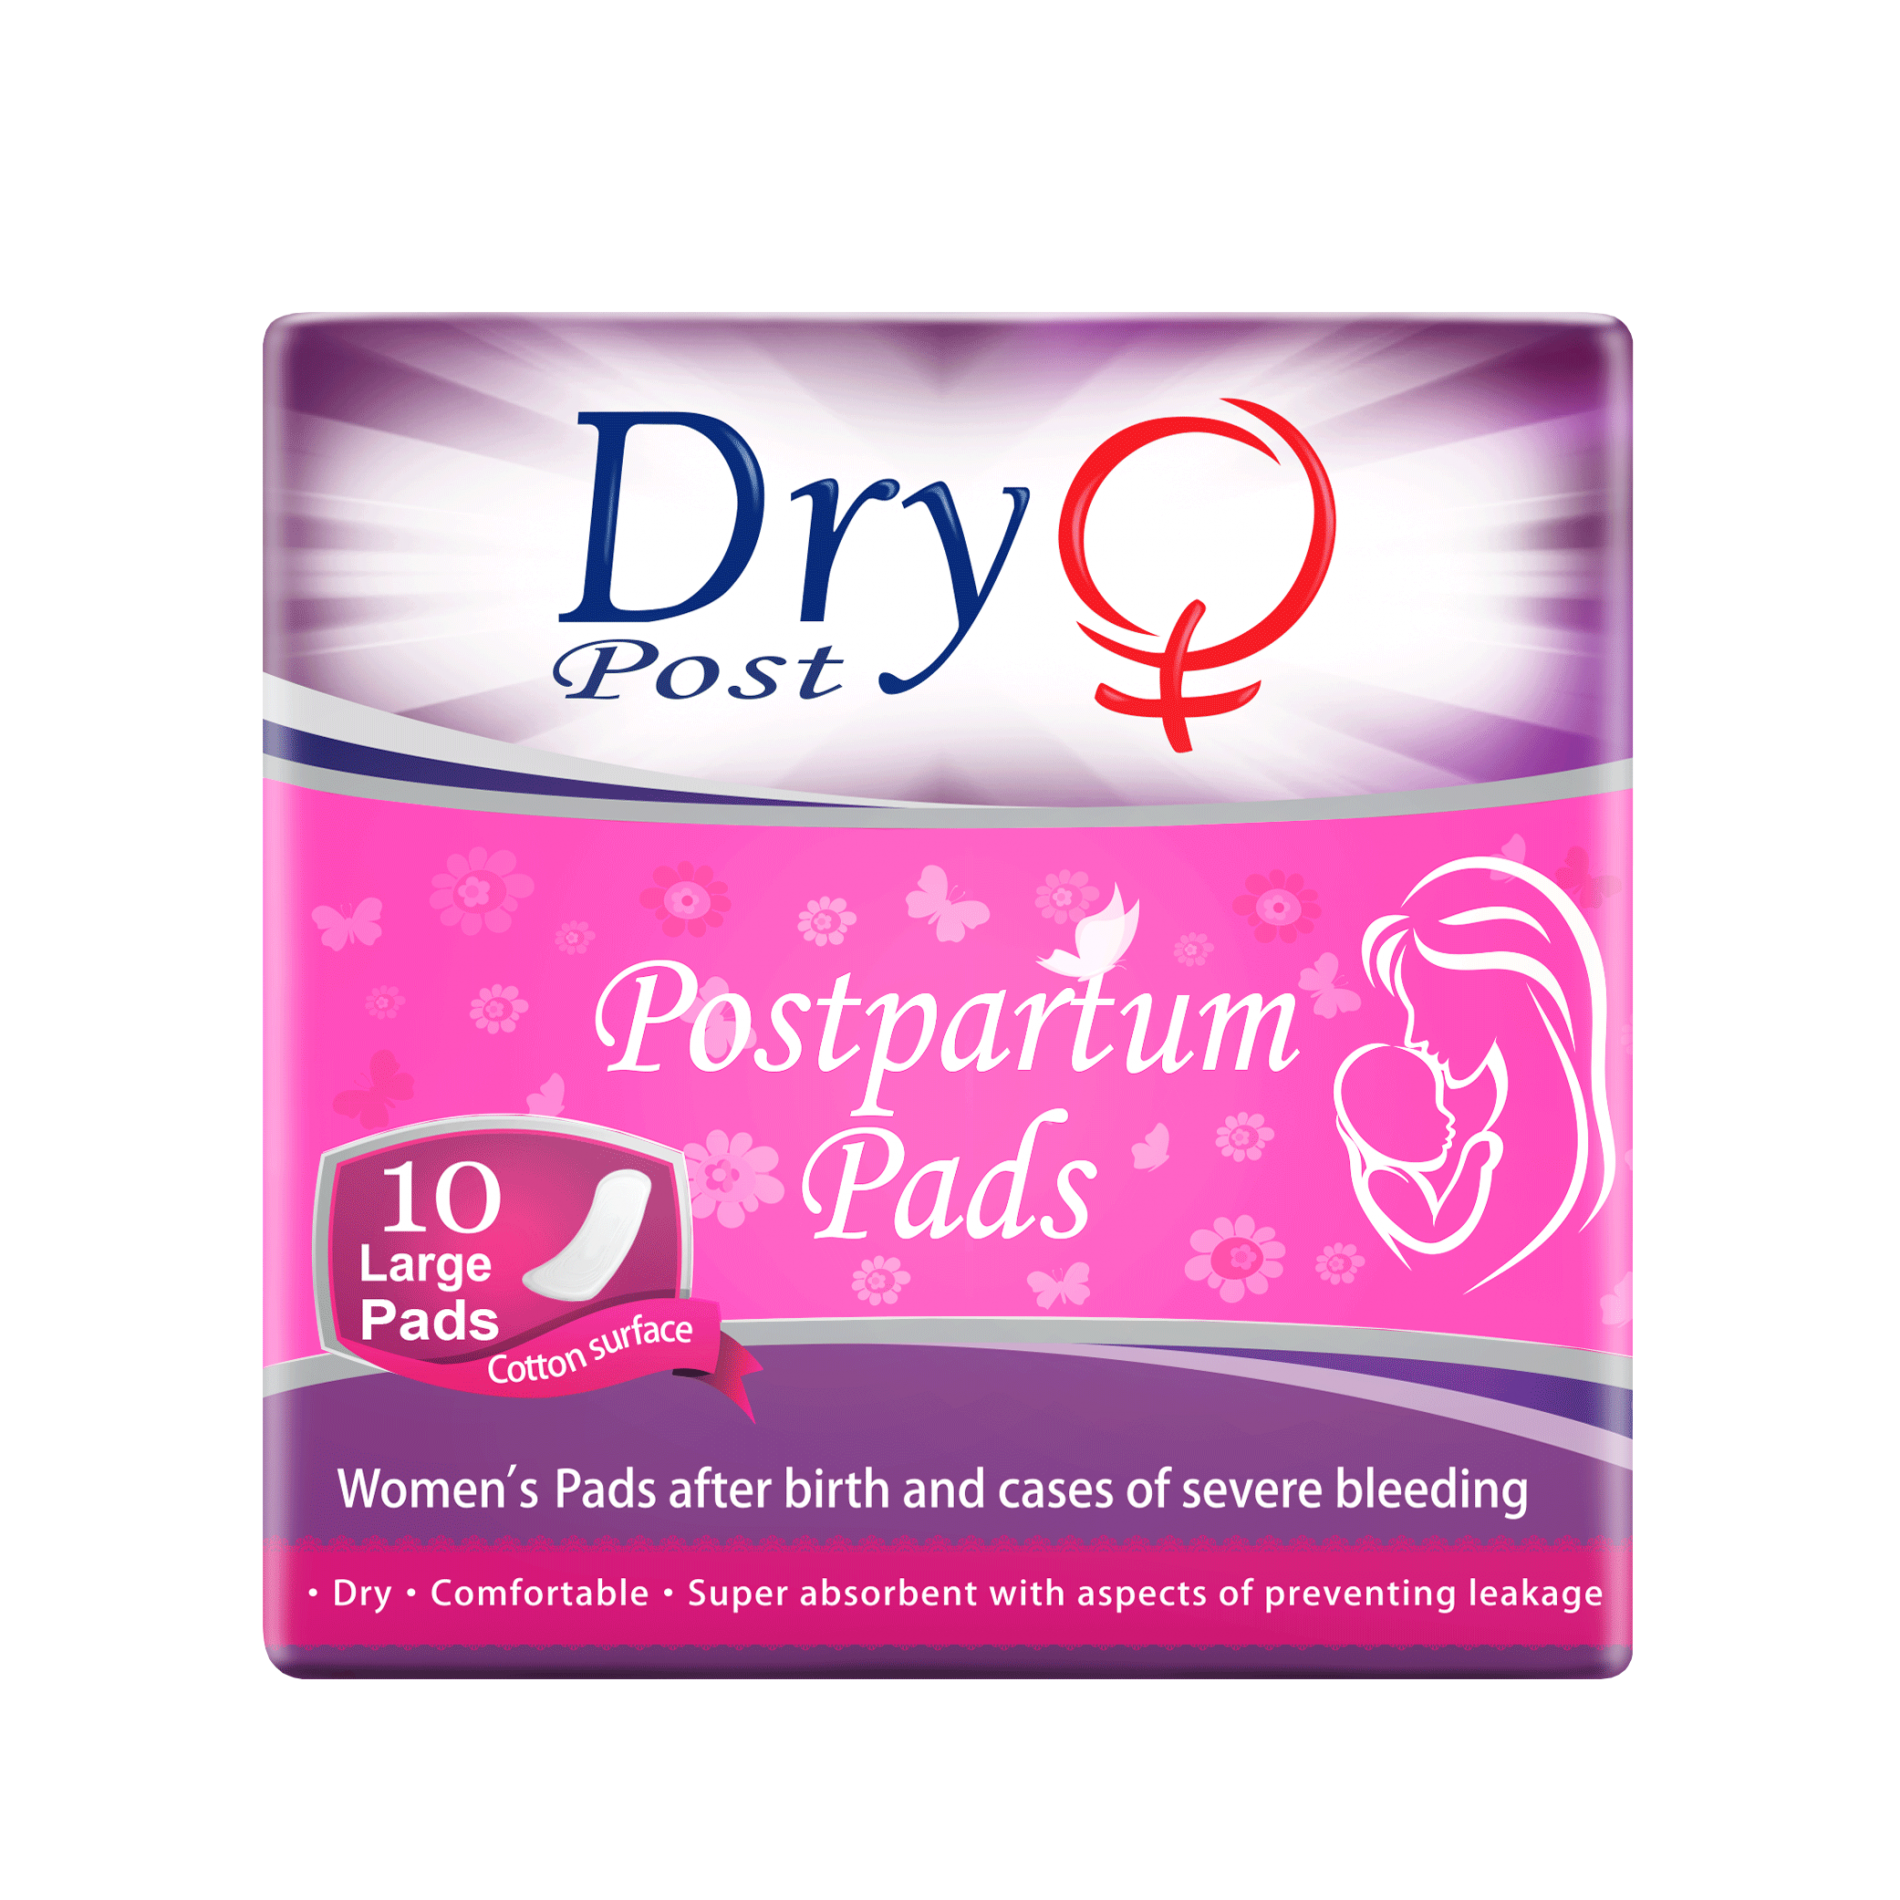 Dry
Post
Postpartum
Pads
10
Large
Pads
Cotton surface
Women's Pads after birth and cases of severe bleeding
• Dry • Comfortable • Super absorbent with aspects of preventing leakage